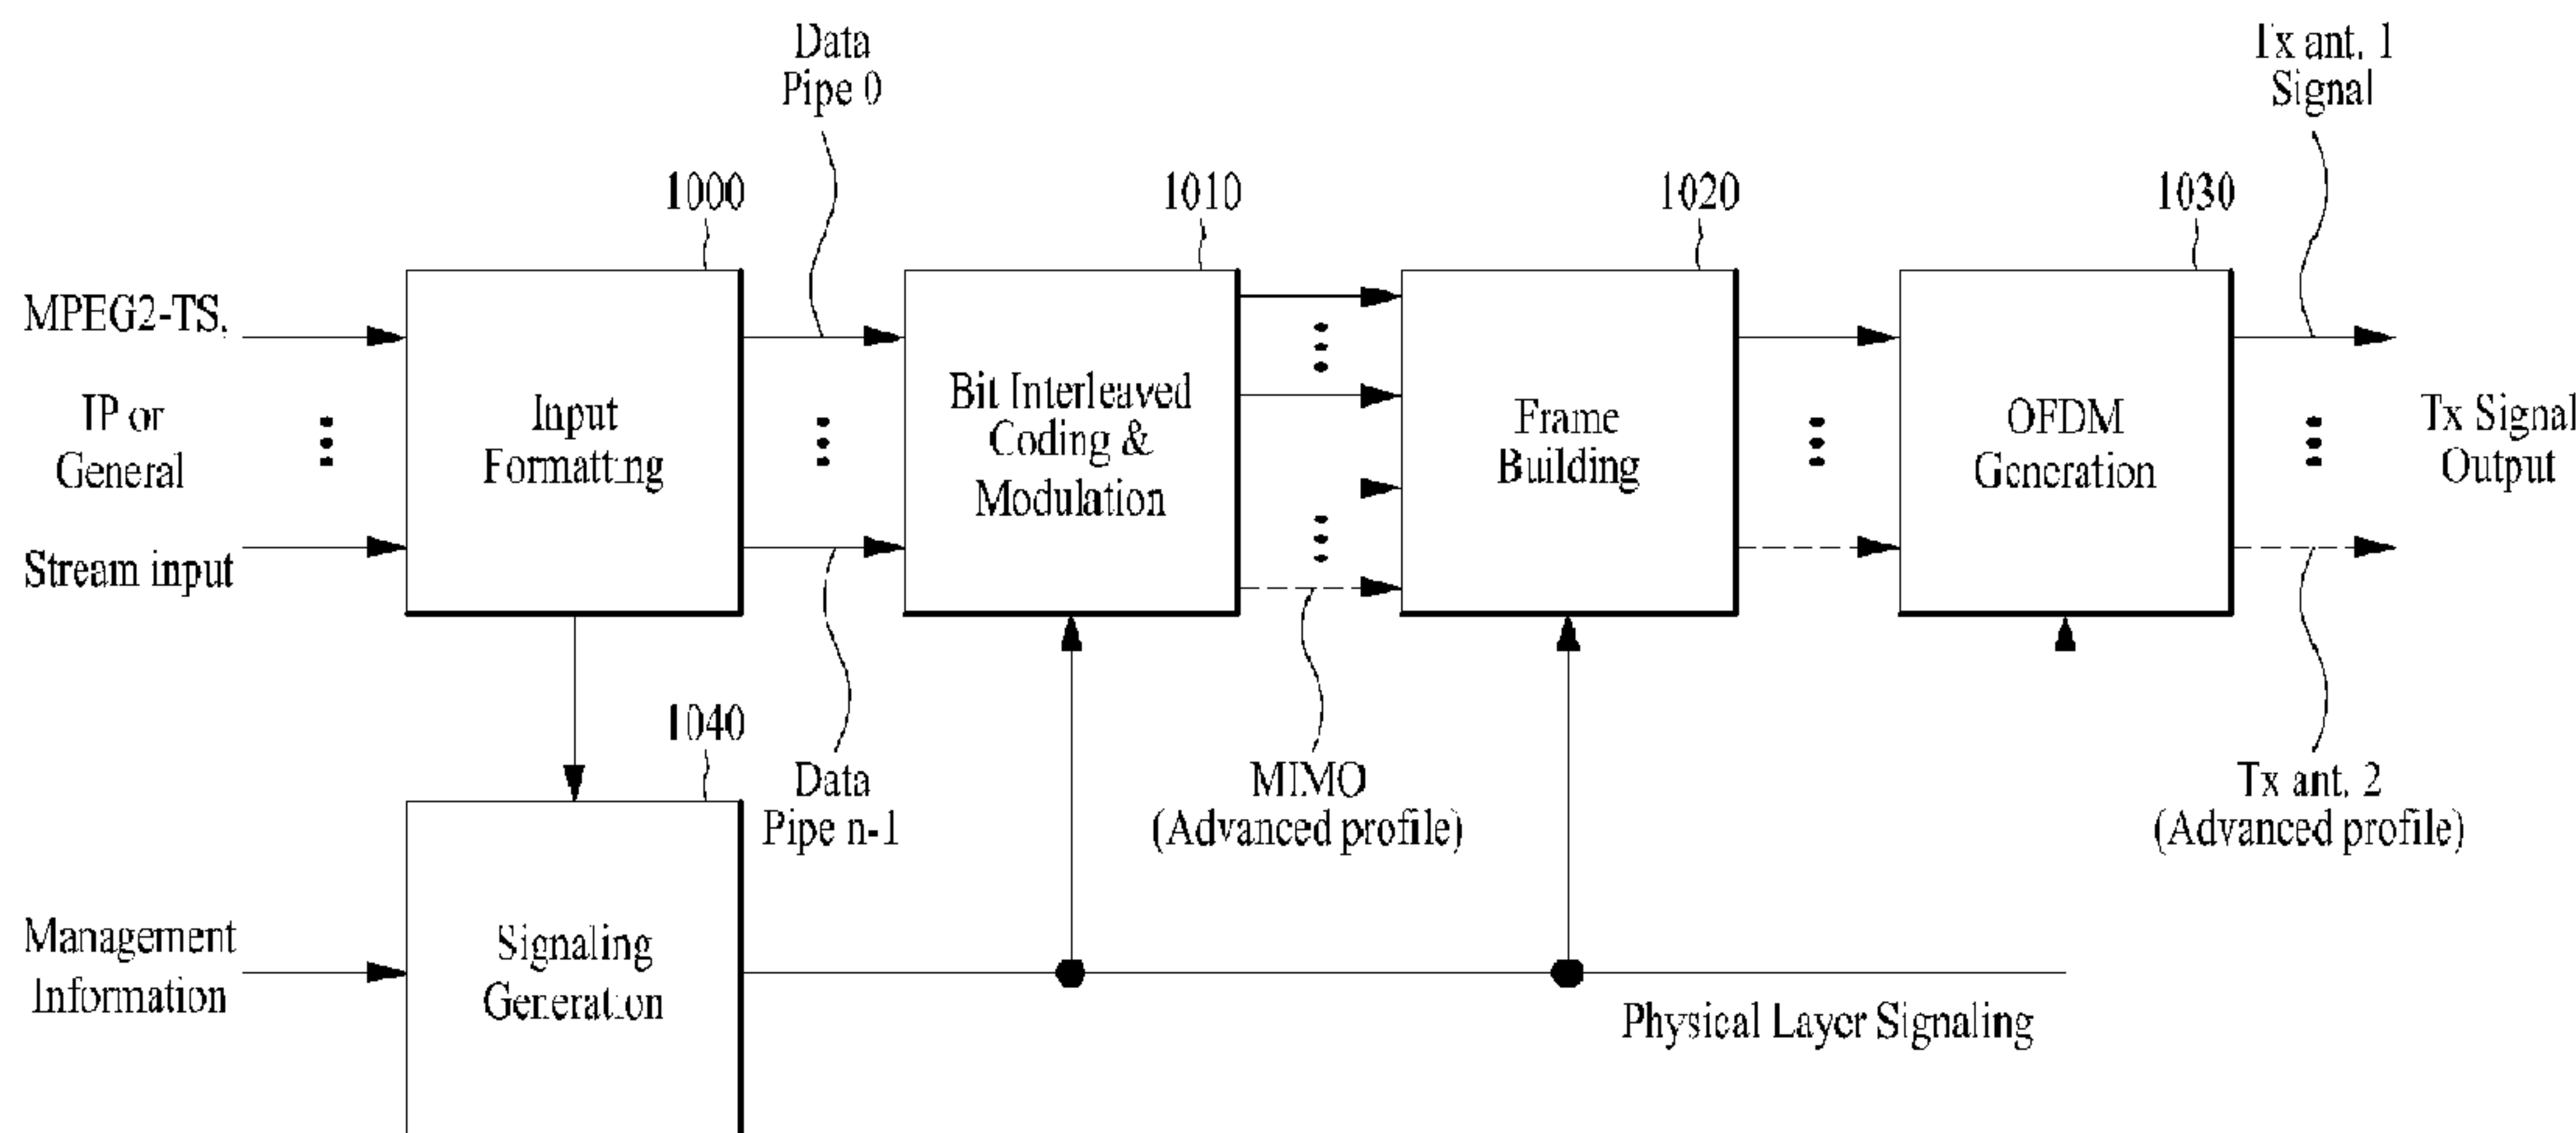 Data
Pipe 0
Tx ant. 1
Signal
1000
1010
1020
1030
MPEG2-TS,
IP or
General
Stream input
Input
Formatting
Bit Interleaved
Coding &
Modulation
Frame
Building
OFDM
Generation
Tx Signal
Output
1040
Data
Pipe n-1
MIMO
(Advanced profile)
Tx ant. 2
(Advanced profile)
Management
Information
Signaling
Generation
Physical Layer Signaling